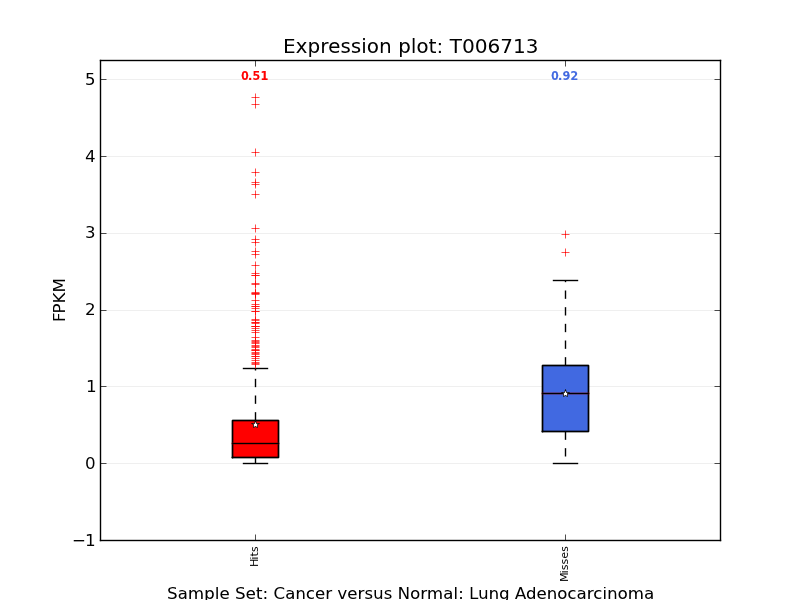 Expression plot: T006713
0.51
0.92
5
4
3
2
1
0
−1
FPKM
Hits
Misses
Sample Set: Cancer versus Normal: Lung Adenocarcinoma